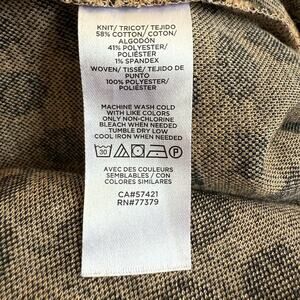 KNIT/ TRICOT/ TEJIDO
58% COTTON/ COTON/
ALGODÓN
41% POLYESTER/
POLIÉSTER
1% SPANDEX
WOVEN/ TISSÉ/ TEJIDO DE
PUNTO
100% POLYESTER/
POLIÉSTER
MACHINE WASH COLD
WITH LIKE COLORS
ONLY NON-CHLORINE
BLEACH WHEN NEEDED
TUMBLE DRY LOW
COOL IRON WHEN NEEDED
30 P
AVEC DES COULEURS
SEMBLABLES / CON
COLORES SIMILARES
CA#57421
RN#77379